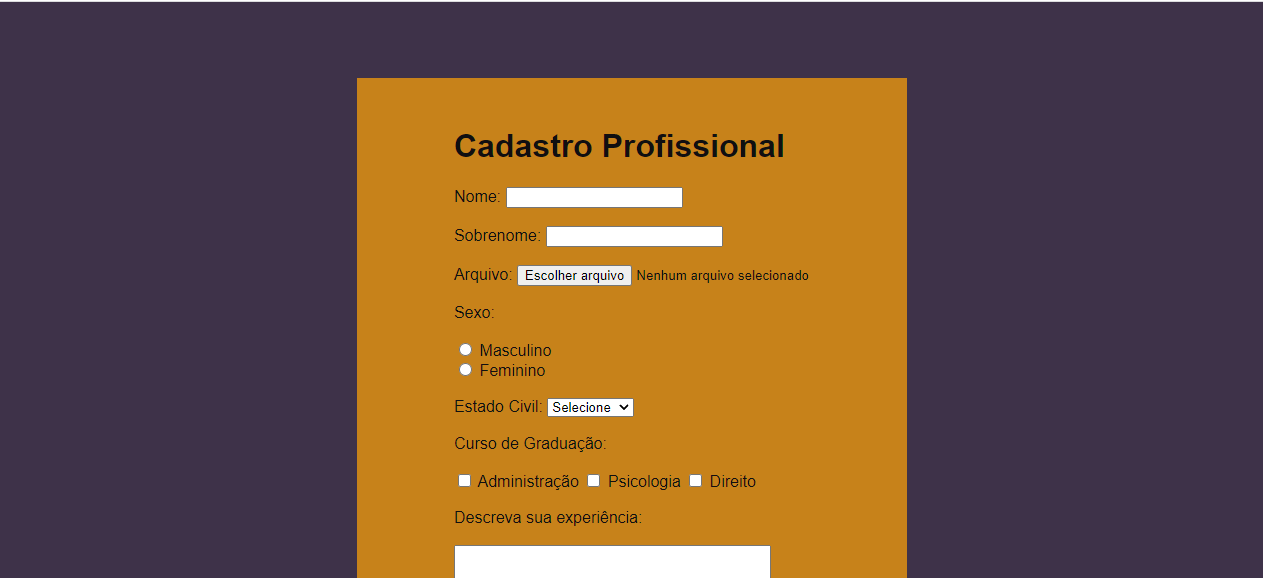 Cadastro Profissional
Nome:
Sobrenome:
Arquivo: Escolher arquivo Nenhum arquivo selecionado
Sexo:
Masculino
Feminino
Estado Civil: Selecione
Curso de Graduação:
Administração Psicologia Direito
Descreva sua experiência: